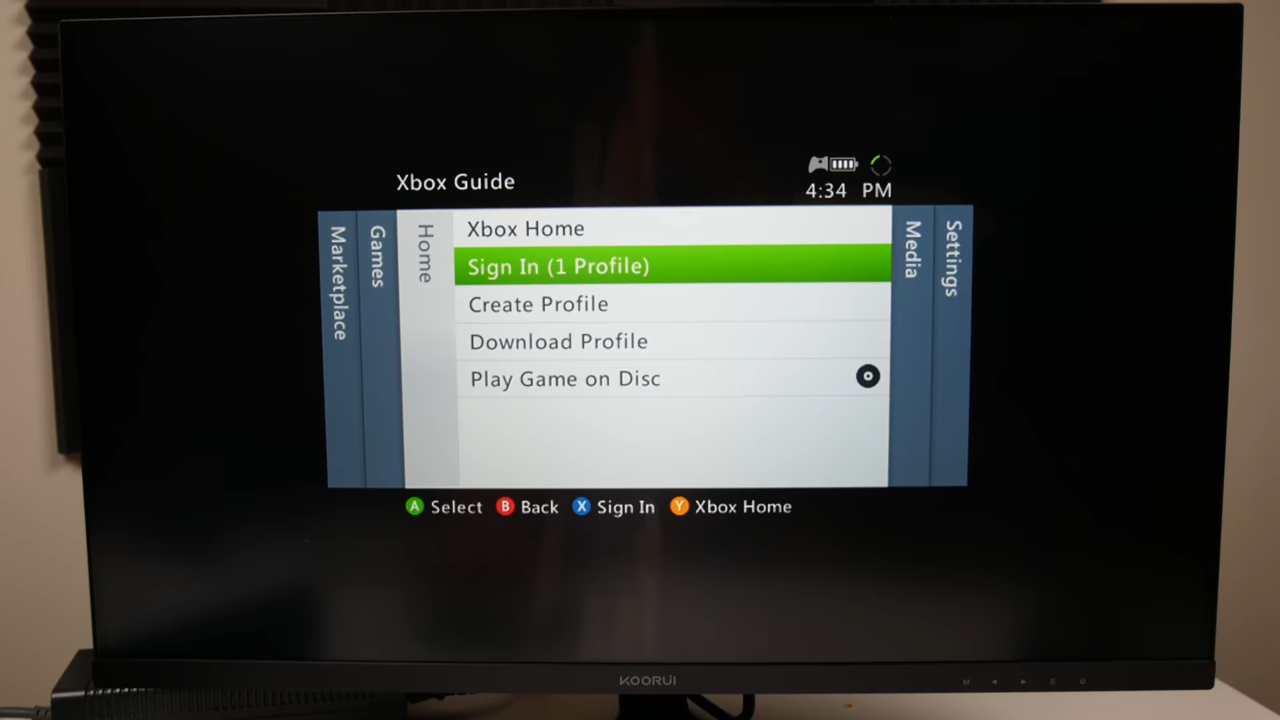 Xbox Guide
4:34 PM
Marketplace
Games
Home
Xbox Home
Sign In (1 Profile)
Create Profile
Download Profile
Play Game on Disc
Media
Settings
A Select B Back X Sign In Y Xbox Home
KOORUI
M ◄ ► E